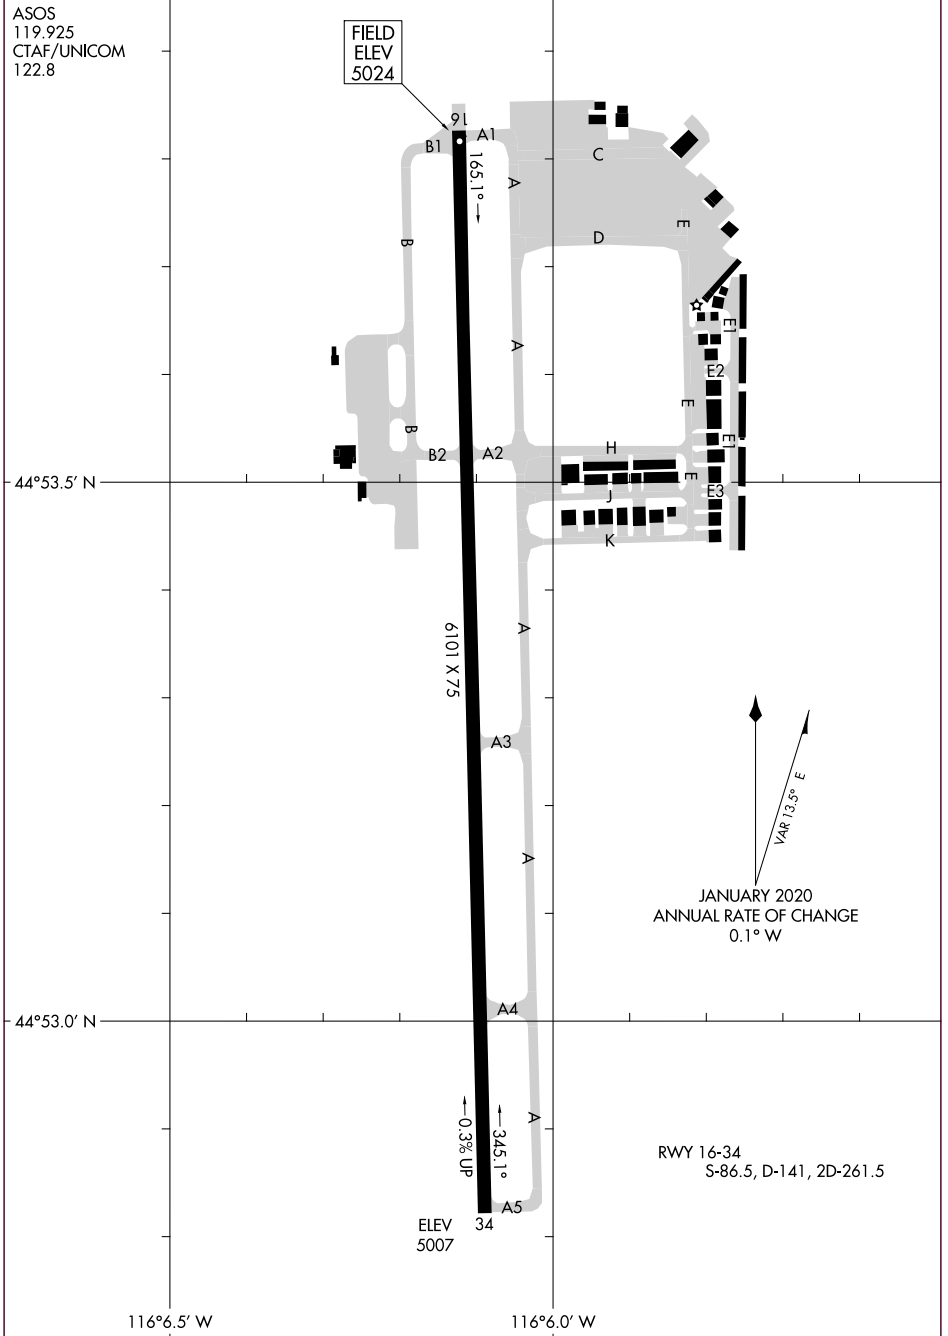 ASOS
119.925
CTAF/UNICOM
122.8
FIELD
ELEV
5024
16
A1
B1
C
165.1°
A
E
D
B
E1
A
E2
E
B
H
E1
B2
A2
44°53.5' N
E
E3
J
K
A
6101 X 75
A3
VAR 13.5° E
A
JANUARY 2020
ANNUAL RATE OF CHANGE
0.1° W
A4
44°53.0' N
A
0.3% UP
345.1°
RWY 16-34
S-86.5, D-141, 2D-261.5
A5
ELEV
5007
34
116°6.5' W
116°6.0' W